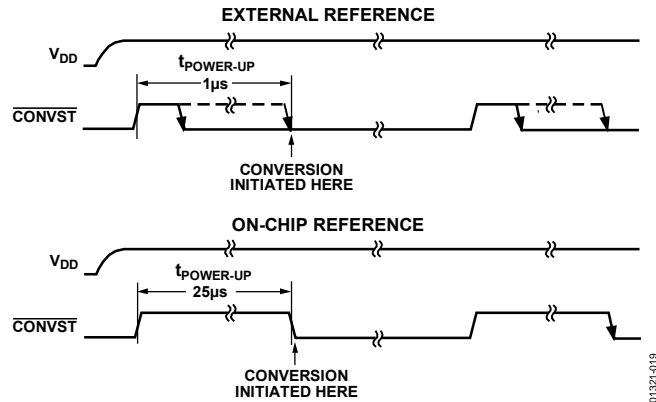 EXTERNAL REFERENCE
VDD
tPOWER-UP
1µs
CONVST
CONVERSION
INITIATED HERE
ON-CHIP REFERENCE
VDD
tPOWER-UP
25µs
CONVST
CONVERSION
INITIATED HERE
01321-019